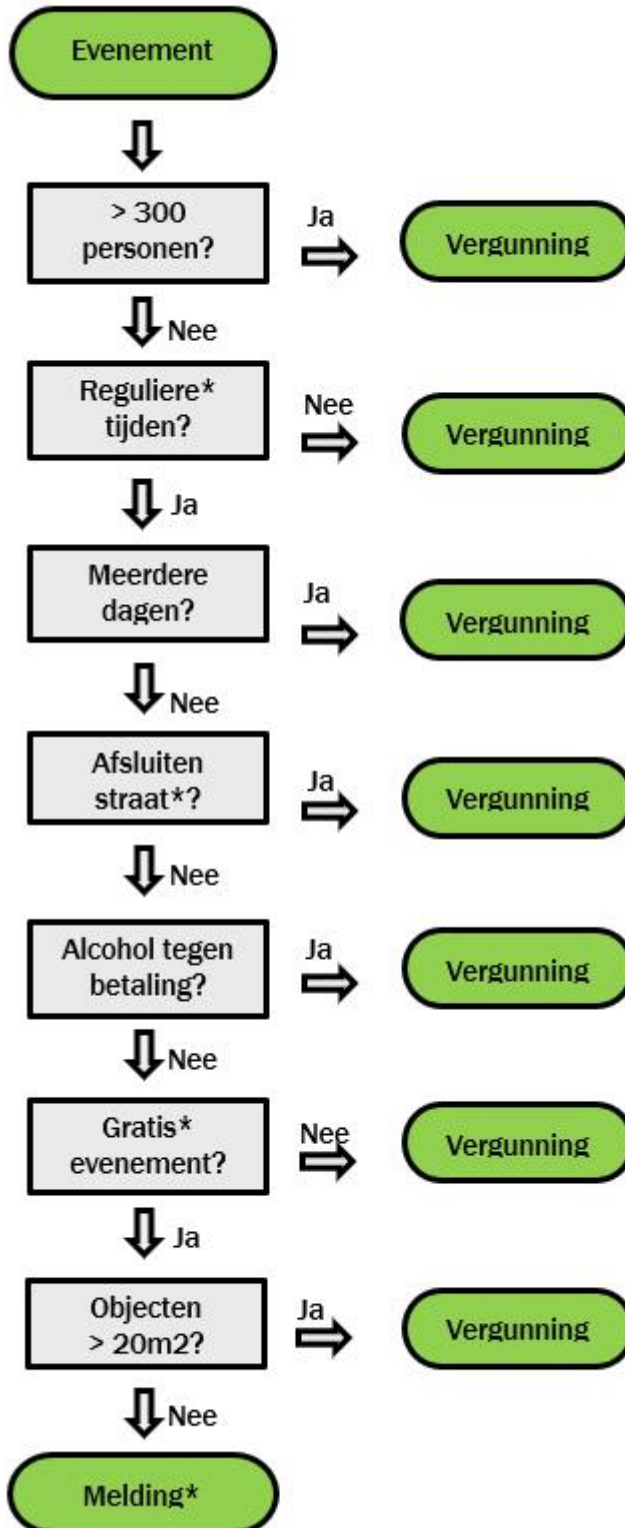 Evenement
> 300
personen?
Ja
Vergunning
Nee
Reguliere*
tijden?
Nee
Vergunning
Ja
Meerdere
dagen?
Ja
Vergunning
Nee
Afsluiten
straat*?
Ja
Vergunning
Nee
Alcohol tegen
betaling?
Ja
Vergunning
Nee
Gratis*
evenement?
Nee
Vergunning
Ja
Objecten
> 20m2?
Ja
Vergunning
Nee
Melding*